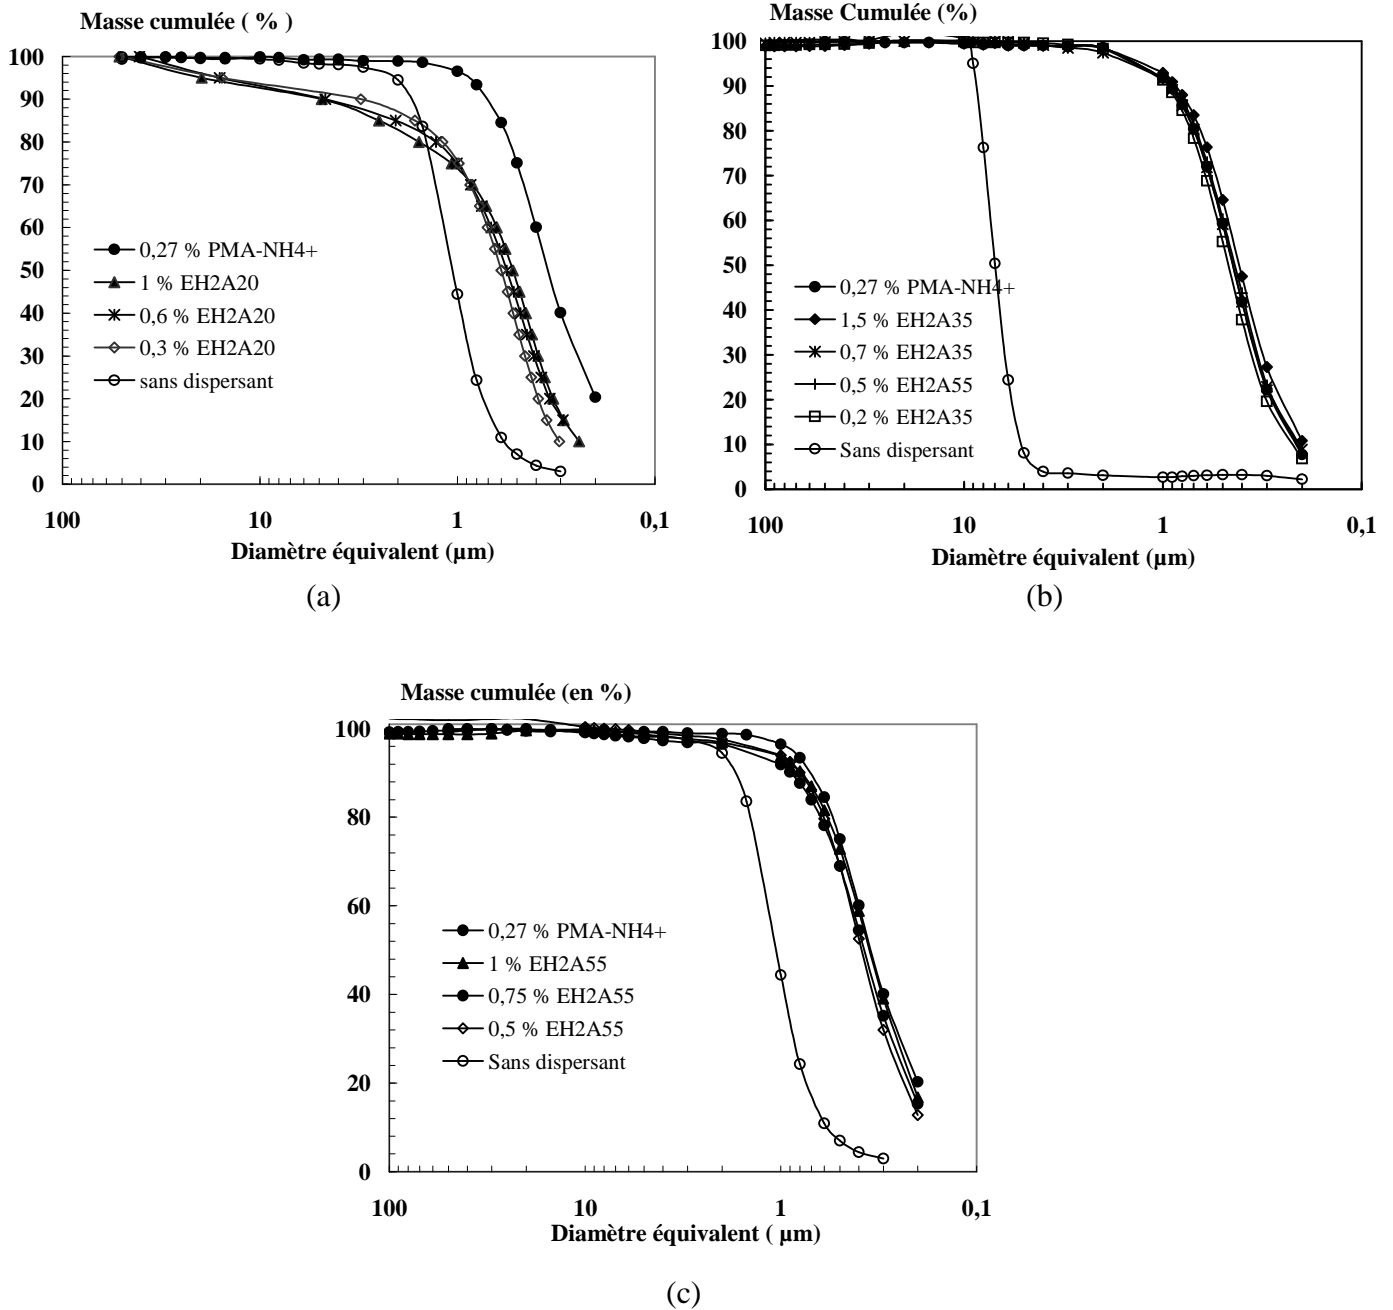 Masse cumulée ( % )
100
90
80
70
60
50
40
30
20
10
0
0,27 % PMA-NH4+
1 % EH2A20
0,6 % EH2A20
0,3 % EH2A20
sans dispersant
100 10 1 0,1
Diamètre équivalent (µm)
(a)
Masse Cumulée (%)
100
90
80
70
60
50
40
30
20
10
0
0,27 % PMA-NH4+
1,5 % EH2A35
0,7 % EH2A35
0,5 % EH2A55
0,2 % EH2A35
Sans dispersant
100 10 1 0,1
Diamètre équivalent (µm)
(b)
Masse cumulée (en %)
100
80
60
40
20
0
0,27 % PMA-NH4+
1 % EH2A55
0,75 % EH2A55
0,5 % EH2A55
Sans dispersant
100 10 1 0,1
Diamètre équivalent ( µm)
(c)